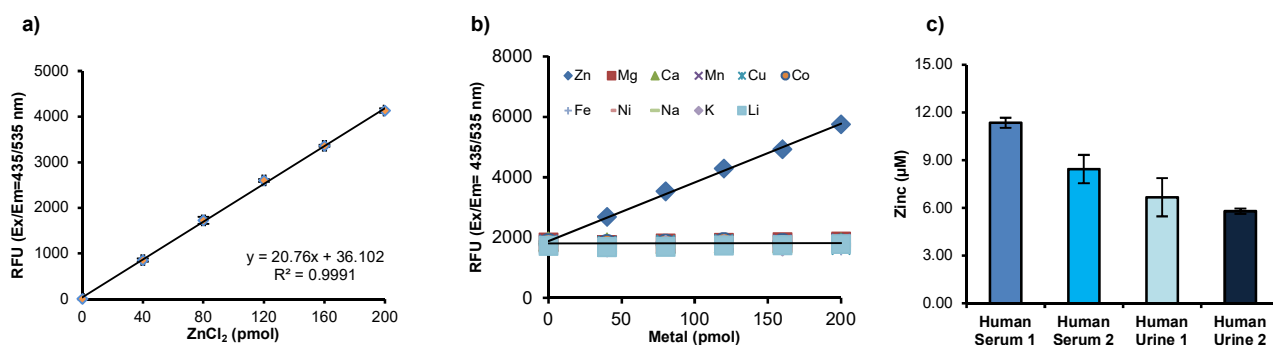 a)
RFU (Ex/Em=435/535 nm)
5000
4000
3000
2000
1000
0
y = 20.76x + 36.102
R² = 0.9991
0 40 80 120 160 200
ZnCl₂ (pmol)
b)
RFU (Ex/Em= 435/535 nm)
8000
6000
4000
2000
0
Zn Mg Ca Mn Cu Co
Fe Ni Na K Li
0 50 100 150 200
Metal (pmol)
c)
Zinc (µM)
15.00
12.00
9.00
6.00
3.00
0.00
Human Human Human Human
Serum 1 Serum 2 Urine 1 Urine 2